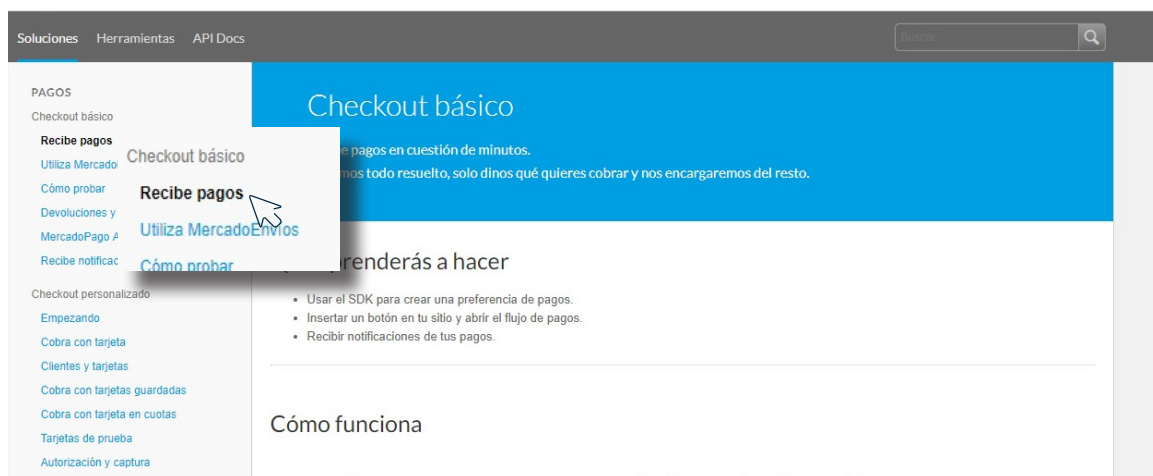 Soluciones Herramientas API Docs
Buscar...
PAGOS
Checkout básico
Recibe pagos
Utiliza Mercado
Cómo probar
Devoluciones y
MercadoPago A
Recibe notificac
Checkout personalizado
Empezando
Cobra con tarjeta
Clientes y tarjetas
Cobra con tarjetas guardadas
Cobra con tarjeta en cuotas
Tarjetas de prueba
Autorización y captura
Checkout básico
Recibe pagos
Utiliza MercadoEnvíos
Cómo probar
Checkout básico
e pagos en cuestión de minutos.
mos todo resuelto, solo dinos qué quieres cobrar y nos encargaremos del resto.
renderás a hacer
• Usar el SDK para crear una preferencia de pagos.
• Insertar un botón en tu sitio y abrir el flujo de pagos.
• Recibir notificaciones de tus pagos.
Cómo funciona